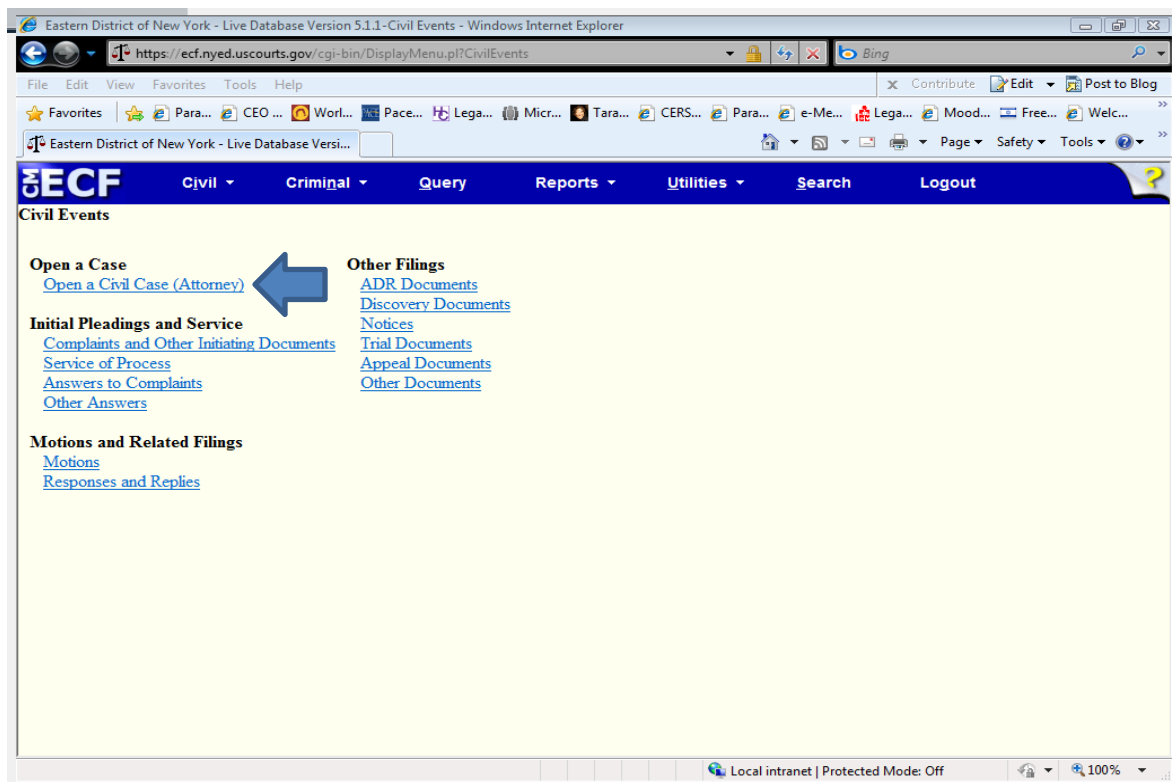 Eastern District of New York - Live Database Version 5.1.1-Civil Events - Windows Internet Explorer
https://ecf.nyed.uscourts.gov/cgi-bin/DisplayMenu.pl?CivilEvents
Bing
File Edit View Favorites Tools Help
x Contribute Edit Post to Blog
Favorites Para... CEO ... Worl... Pace... Lega... Micr... Tara... CERS... Para... e-Me... Lega... Mood... Free... Welc... »
Eastern District of New York - Live Database Versi...
Page Safety Tools »
CM ECF Civil Criminal Query Reports Utilities Search Logout ?
Civil Events
Open a Case
Open a Civil Case (Attorney)
Initial Pleadings and Service
Complaints and Other Initiating Documents
Service of Process
Answers to Complaints
Other Answers
Motions and Related Filings
Motions
Responses and Replies
Other Filings
ADR Documents
Discovery Documents
Notices
Trial Documents
Appeal Documents
Other Documents
Local intranet | Protected Mode: Off
100%